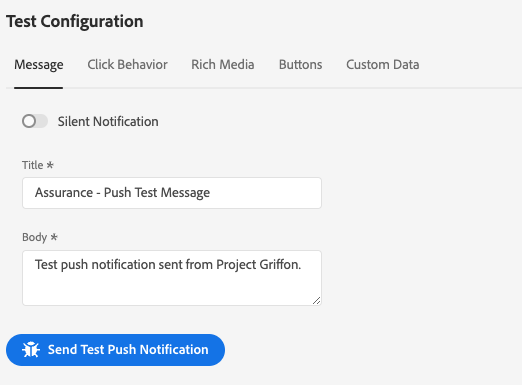 Test Configuration
Message Click Behavior Rich Media Buttons Custom Data
Silent Notification
Title *
Assurance - Push Test Message
Body *
Test push notification sent from Project Griffon.
Send Test Push Notification